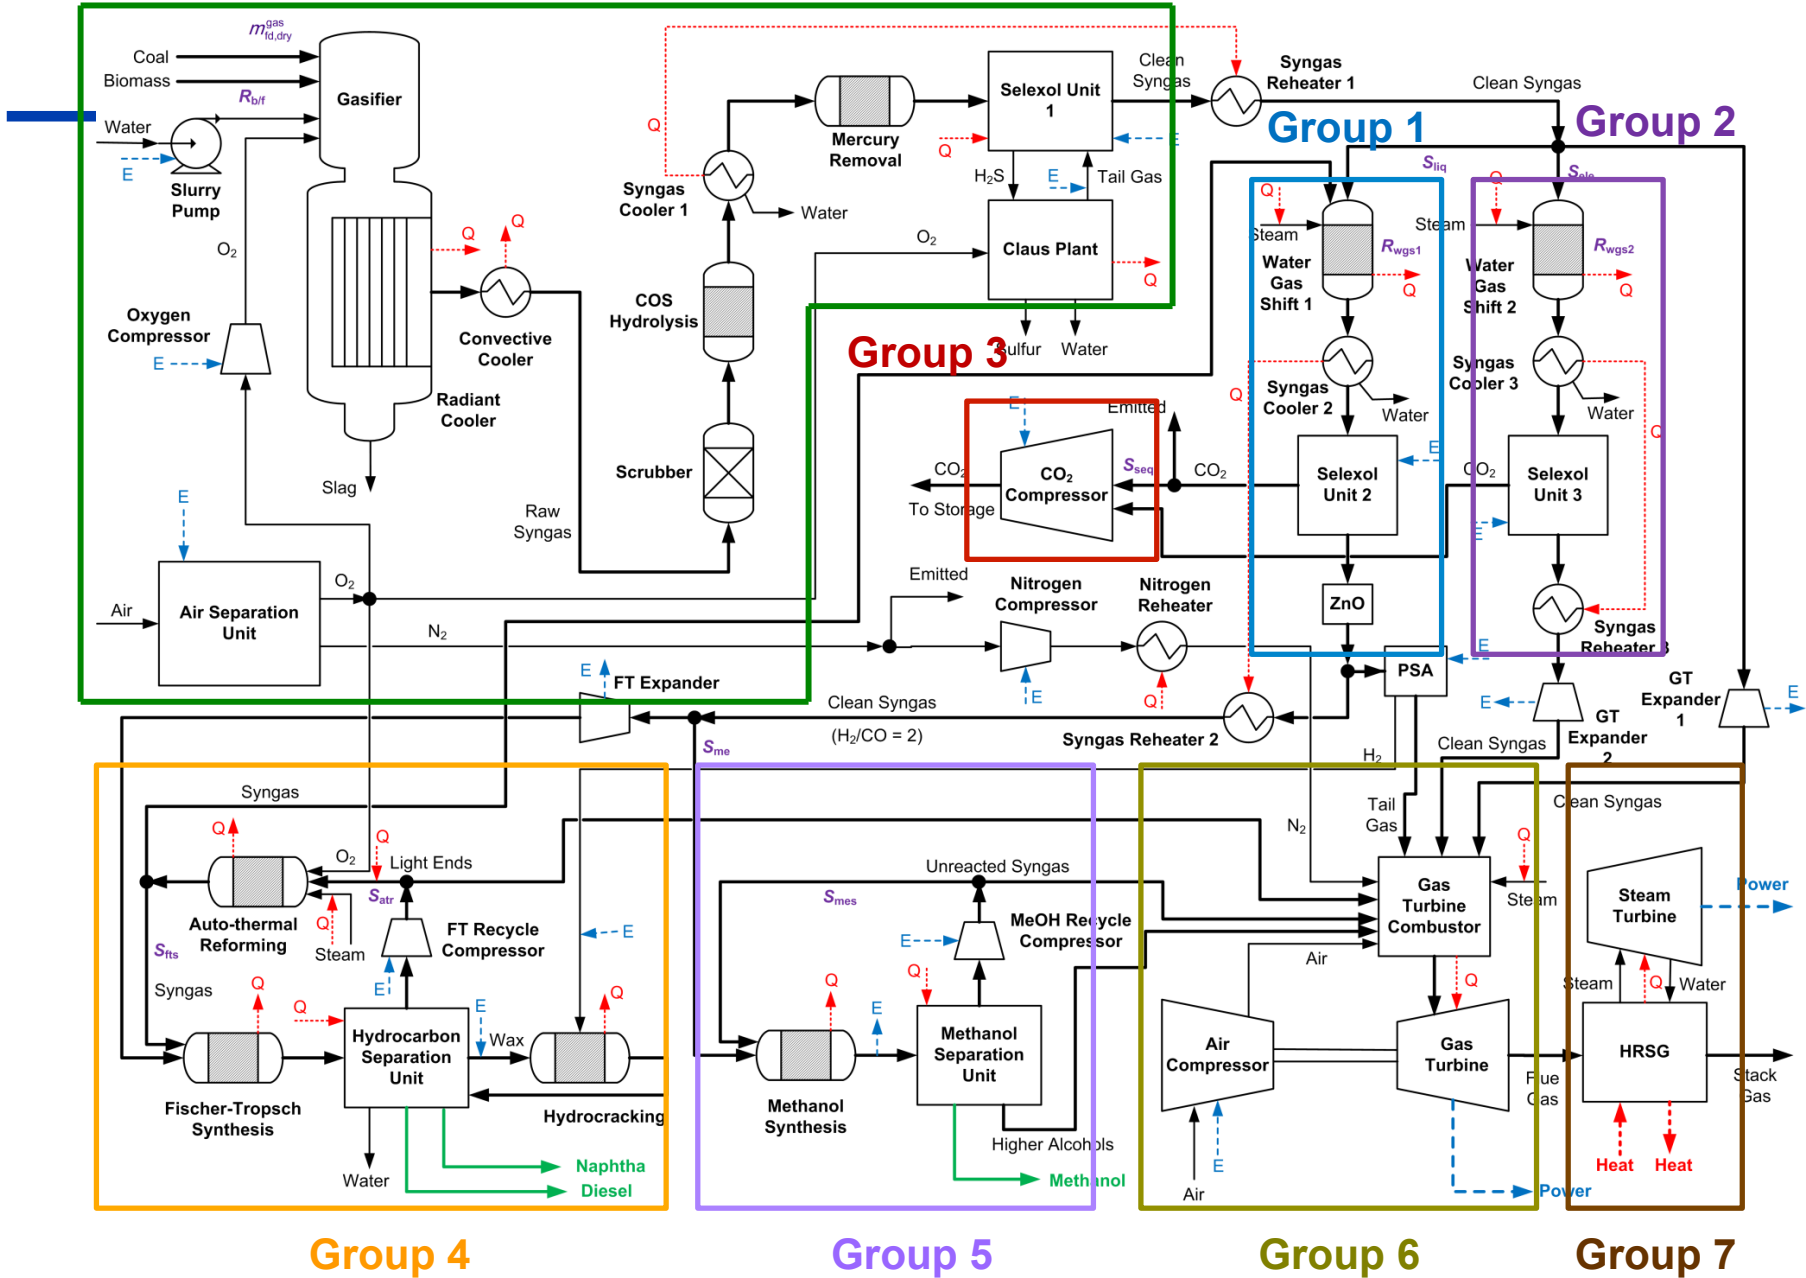 m gas fd,dry
Coal
Biomass
R b/f
Water
E
Slurry
Pump
Gasifier
O2
Oxygen
Compressor
E
Q
Q
Convective
Cooler
Radiant
Cooler
Slag
E
Air
Air Separation
Unit
O2
N2
Raw
Syngas
Scrubber
COS
Hydrolysis
Syngas
Cooler 1
Water
Q
Mercury
Removal
Selexol Unit
1
Q
E
H2S
E
Tail Gas
Claus Plant
O2
Q
Sulfur
Water
Clean
Syngas
Syngas
Reheater 1
Clean Syngas
Group 1
Group 2
Group 3
Sliq
Sele
Q
Steam
Rwgs1
Water
Gas
Shift 1
Q
Syngas
Cooler 2
Water
Q
Q
Steam
Rwgs2
Water
Gas
Shift 2
Q
Syngas
Cooler 3
Water
Q
Emitted
E
CO2
To Storage
CO2
Compressor
Sseq
CO2
Selexol
Unit 2
E
CO2
Selexol
Unit 3
E
ZnO
PSA
E
Syngas
Reheater 3
Emitted
Nitrogen
Compressor
E
Nitrogen
Reheater
Q
E
FT Expander
Clean Syngas
(H2/CO = 2)
Sme
Syngas Reheater 2
H2
E
GT
Expander
2
Clean Syngas
GT
Expander
1
E
Clean Syngas
Syngas
Q
O2
Q
Light Ends
Satr
Auto-thermal
Reforming
Q
Steam
FT Recycle
Compressor
E
Sfts
Syngas
Q
Q
Fischer-Tropsch
Synthesis
Hydrocarbon
Separation
Unit
E
Wax
E
Q
Hydrocracking
Water
Naphtha
Diesel
Unreacted Syngas
Smes
MeOH Recycle
Compressor
E
Q
Q
E
Methanol
Synthesis
Methanol
Separation
Unit
Higher Alcohols
Methanol
N2
Tail
Gas
Gas
Turbine
Combustor
Q
Steam
Air
Q
Air
Compressor
Gas
Turbine
Air
E
Power
Flue
Gas
Steam
Turbine
Power
Steam
Q
Water
HRSG
Stack
Gas
Heat
Heat
Group 4
Group 5
Group 6
Group 7